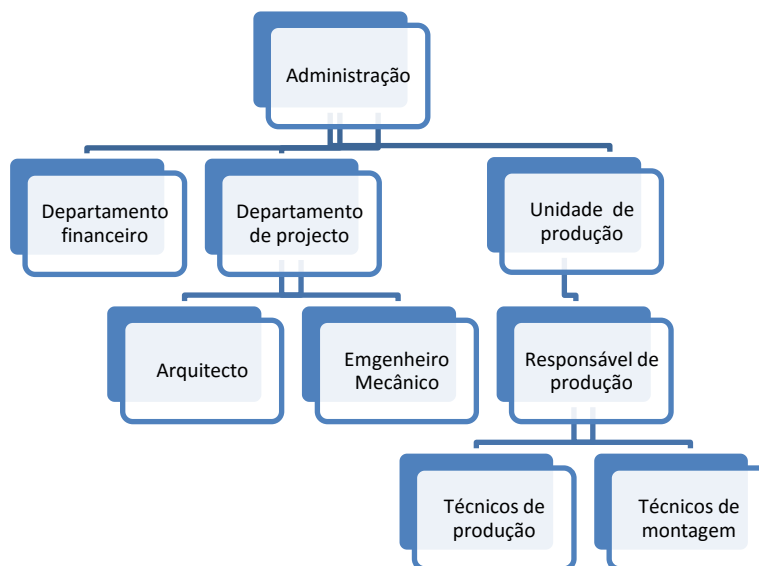 Administração
Departamento
financeiro
Departamento
de projecto
Unidade de
produção
Arquitecto
Emgenheiro
Mecânico
Responsável de
produção
Técnicos de
produção
Técnicos de
montagem